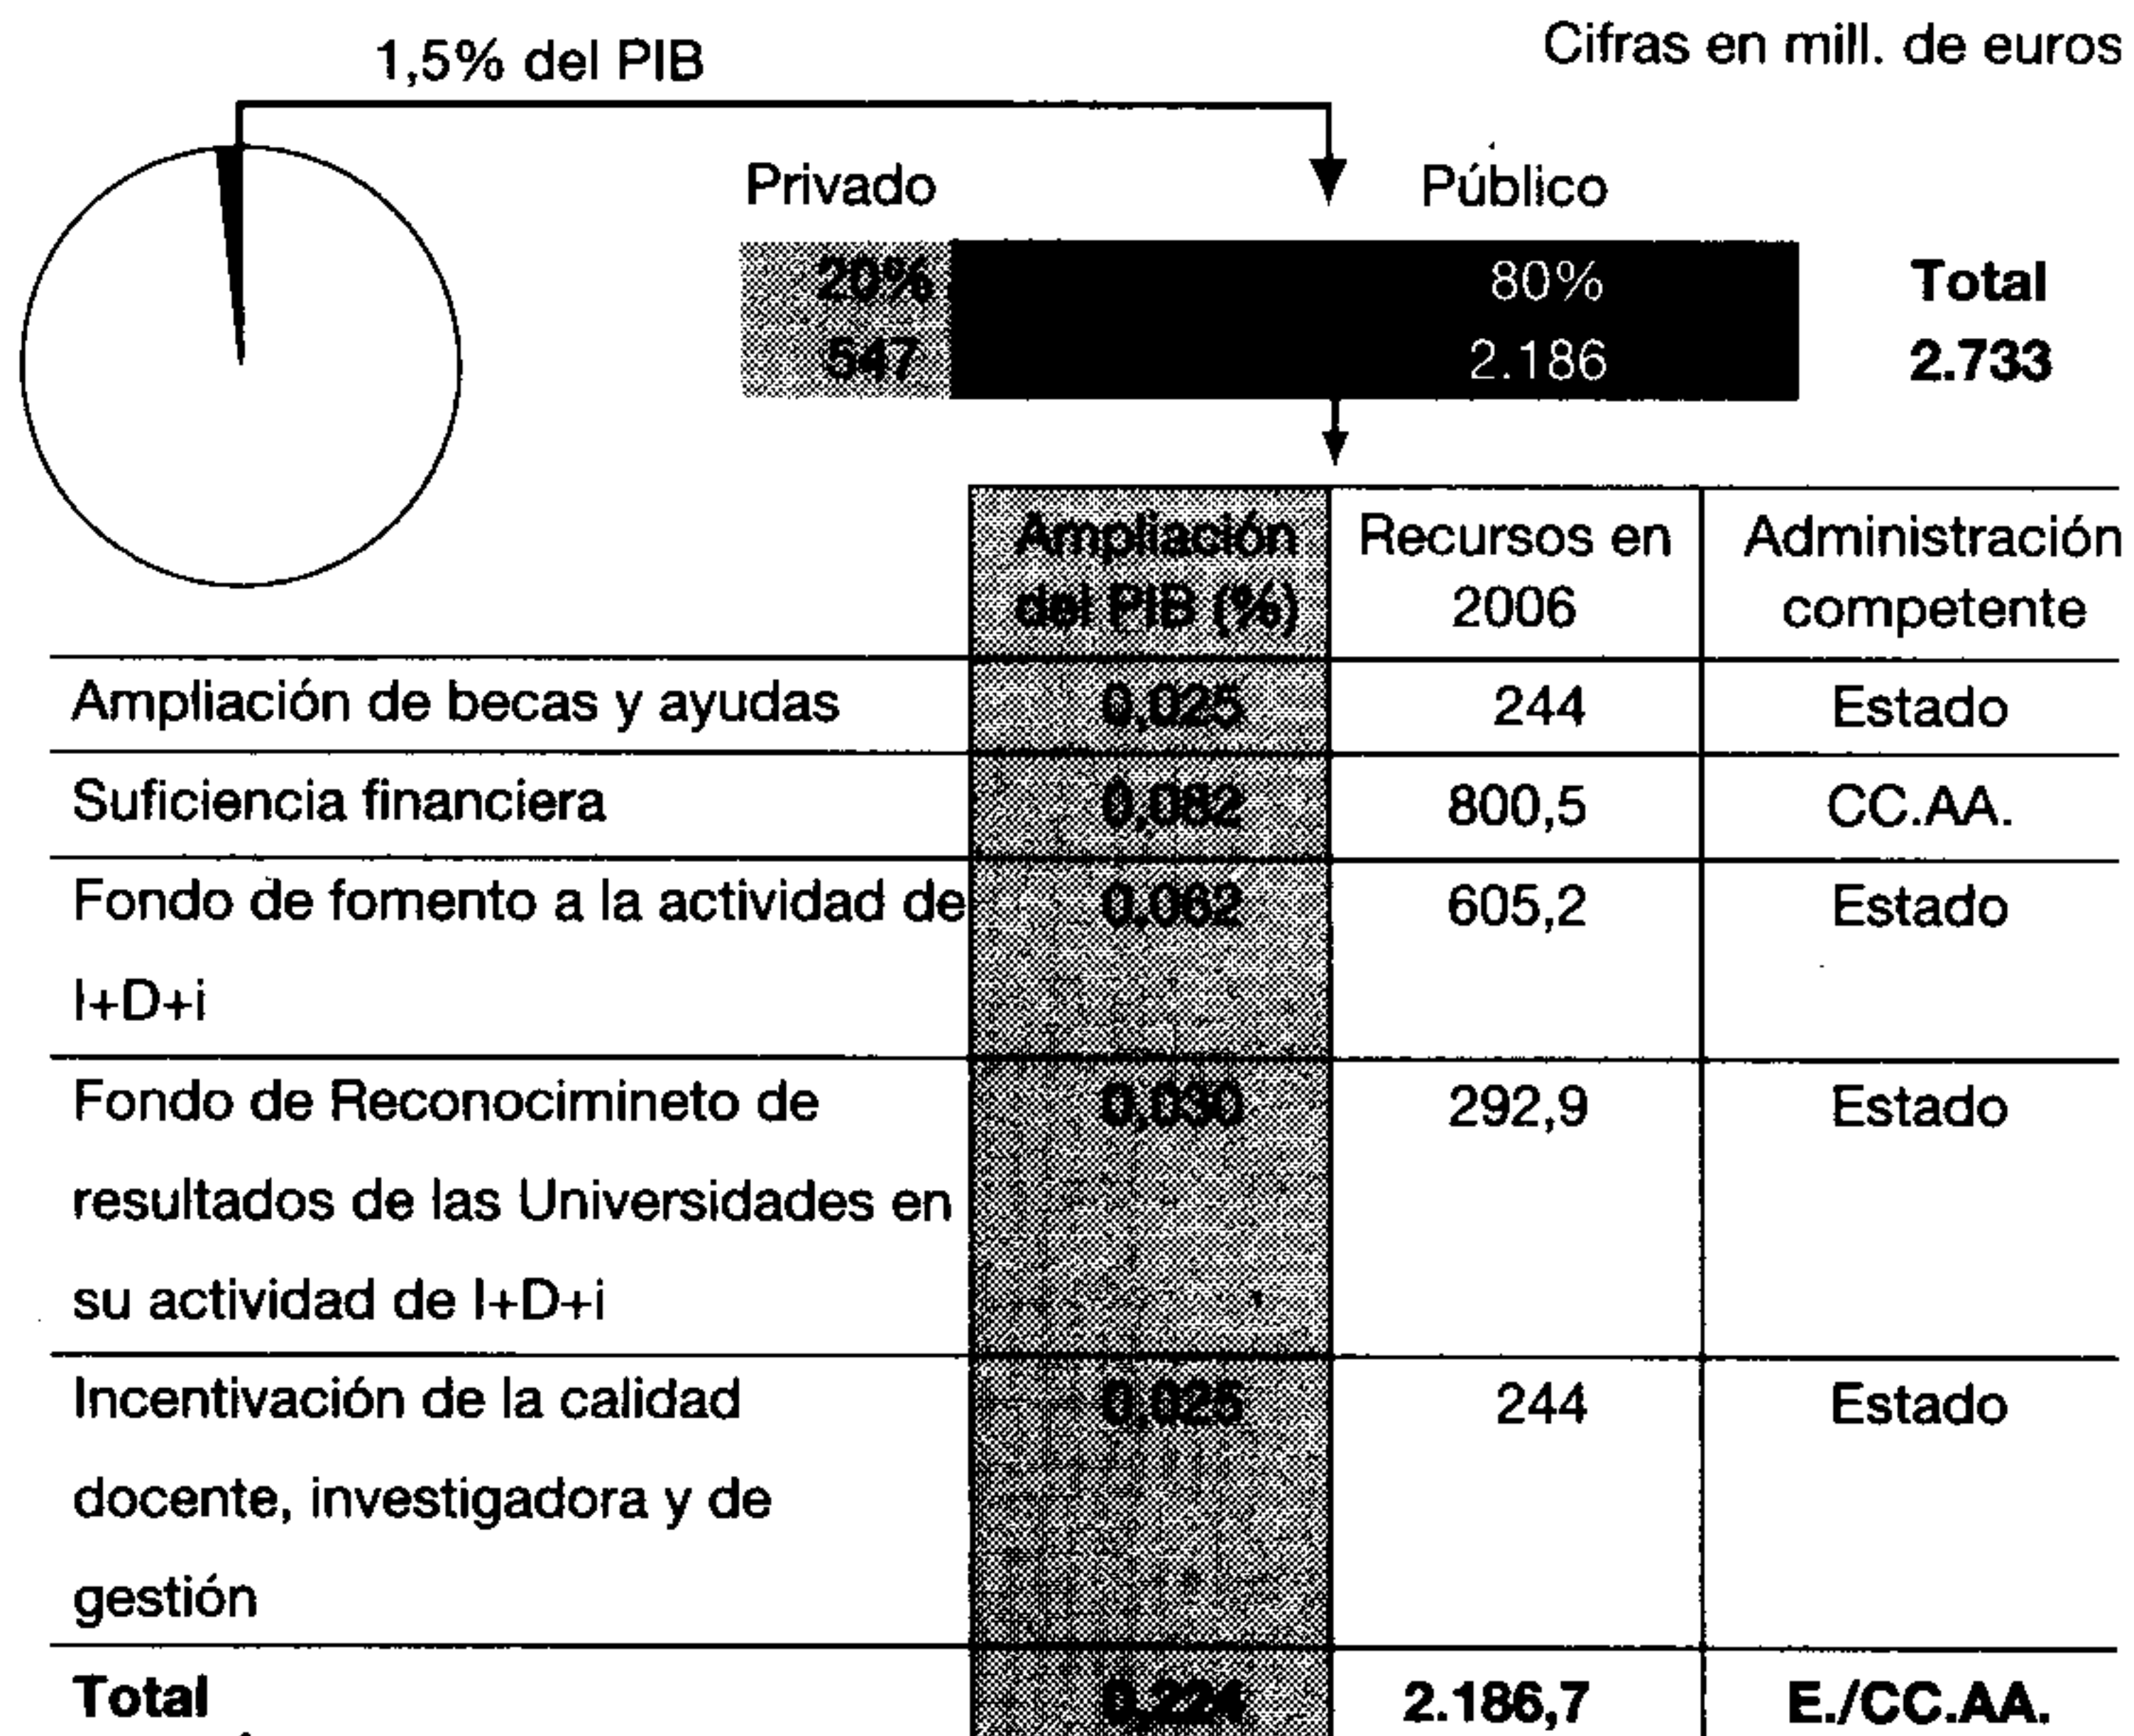 1,5% del PIB
Cifras en mill. de euros
Privado
Público
20%
80%
Total
547
2.186
2.733
Ampliación
del PIB (%)
Recursos en
2006
Administración
competente
Ampliación de becas y ayudas 0,025 244 Estado
Suficiencia financiera 0,082 800,5 CC.AA.
Fondo de fomento a la actividad de 0,062 605,2 Estado
I+D+i
Fondo de Reconocimineto de 0,030 292,9 Estado
resultados de las Universidades en
su actividad de I+D+i
Incentivación de la calidad 0,025 244 Estado
docente, investigadora y de
gestión
Total 0,224 2.186,7 E./CC.AA.